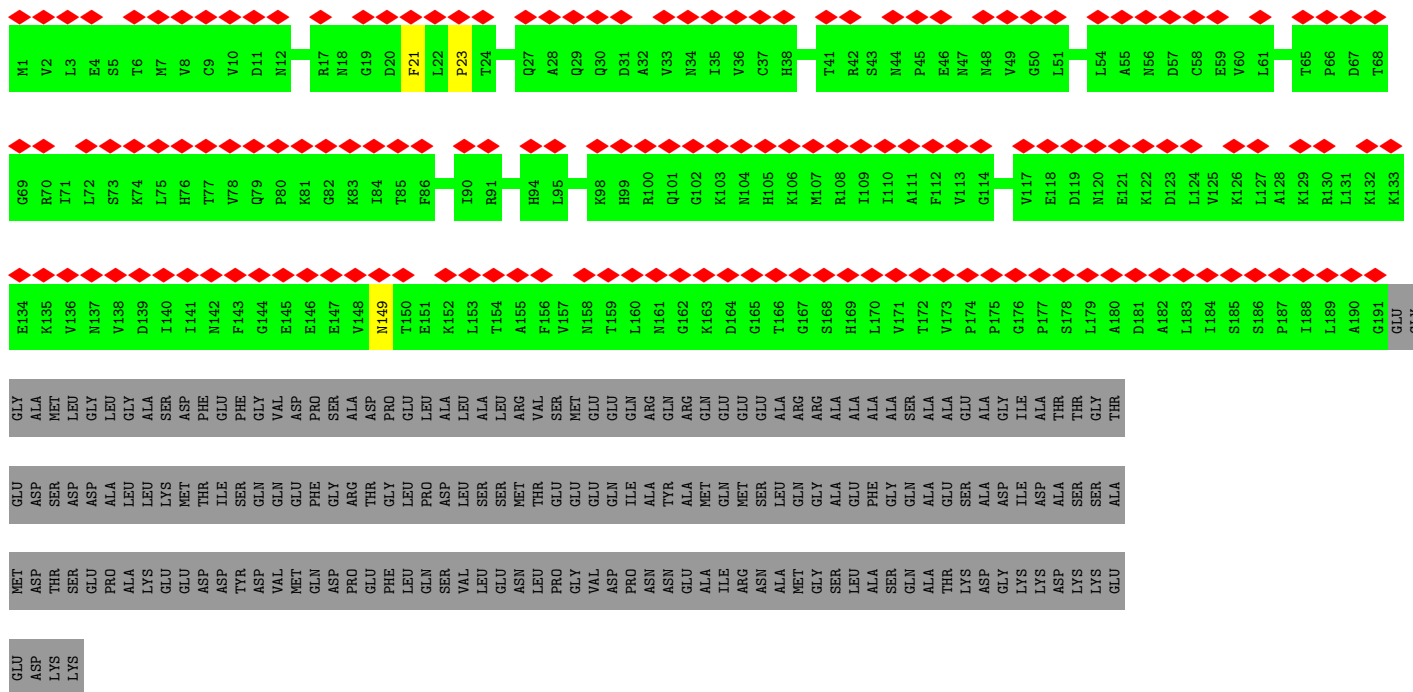 M1 V2 L3 E4 S5 T6 M7 V8 C9 V10 D11 N12 R17 N18 G19 D20 F21 L22 P23 T24 Q27 A28 Q29 Q30 D31 A32 V33 N34 I35 V36 C37 H38 T41 R42 S43 N44 P45 E46 N47 N48 V49 G50 L51 L54 A55 N56 D57 C58 E59 V60 L61 T65 P66 D67 T68
G69 R70 I71 L72 S73 K74 L75 H76 T77 V78 Q79 P80 K81 G82 K83 I84 T85 F86 I90 R91 H94 L95 K98 H99 R100 Q101 G102 K103 N104 H105 K106 M107 R108 I109 I110 A111 F112 V113 G114 V117 E118 D119 N120 E121 K122 D123 L124 V125 K126 L127 A128 K129 R130 L131 K132 K133
E134 K135 V136 N137 V138 D139 I140 I141 N142 F143 G144 E145 E146 E147 V148 N149 T150 E151 K152 L153 T154 A155 F156 V157 N158 T159 L160 N161 G162 K163 D164 G165 T166 G167 S168 H169 L170 V171 T172 V173 P174 P175 G176 P177 S178 L179 A180 D181 A182 L183 I184 S185 S186 P187 I188 L189 A190 G191 GLU
GLY ALA MET LEU GLY LEU GLY ALA SER ASP PHE GLU PHE GLY VAL ASP PRO SER ALA ASP PRO GLU LEU ALA LEU ALA LEU ARG VAL SER MET GLU GLU GLN ARG GLN ARG GLN GLU GLU GLU ALA ARG ARG ALA ALA ALA ALA SER ALA ALA GLU ALA GLY ILE ALA THR THR GLY THR
GLU ASP SER ASP ASP ALA LEU LEU LYS MET THR ILE SER GLN GLN GLU PHE GLY ARG THR GLY LEU PRO ASP LEU SER SER MET THR GLU GLU GLU GLN ILE ALA TYR ALA MET GLN MET SER LEU GLN GLY ALA GLU PHE GLY GLN ALA GLU SER ALA ASP ILE ASP ALA SER SER ALA
MET ASP THR SER GLU PRO ALA LYS GLU GLU ASP ASP TYR ASP VAL MET GLN ASP PRO GLU PHE LEU GLN SER VAL LEU GLU ASN LEU PRO GLY VAL ASP PRO ASN ASN GLU ALA ILE ARG ASN ALA MET GLY SER LEU ALA SER GLN ALA THR LYS ASP GLY LYS LYS ASP LYS LYS GLU
GLU ASP LYS LYS